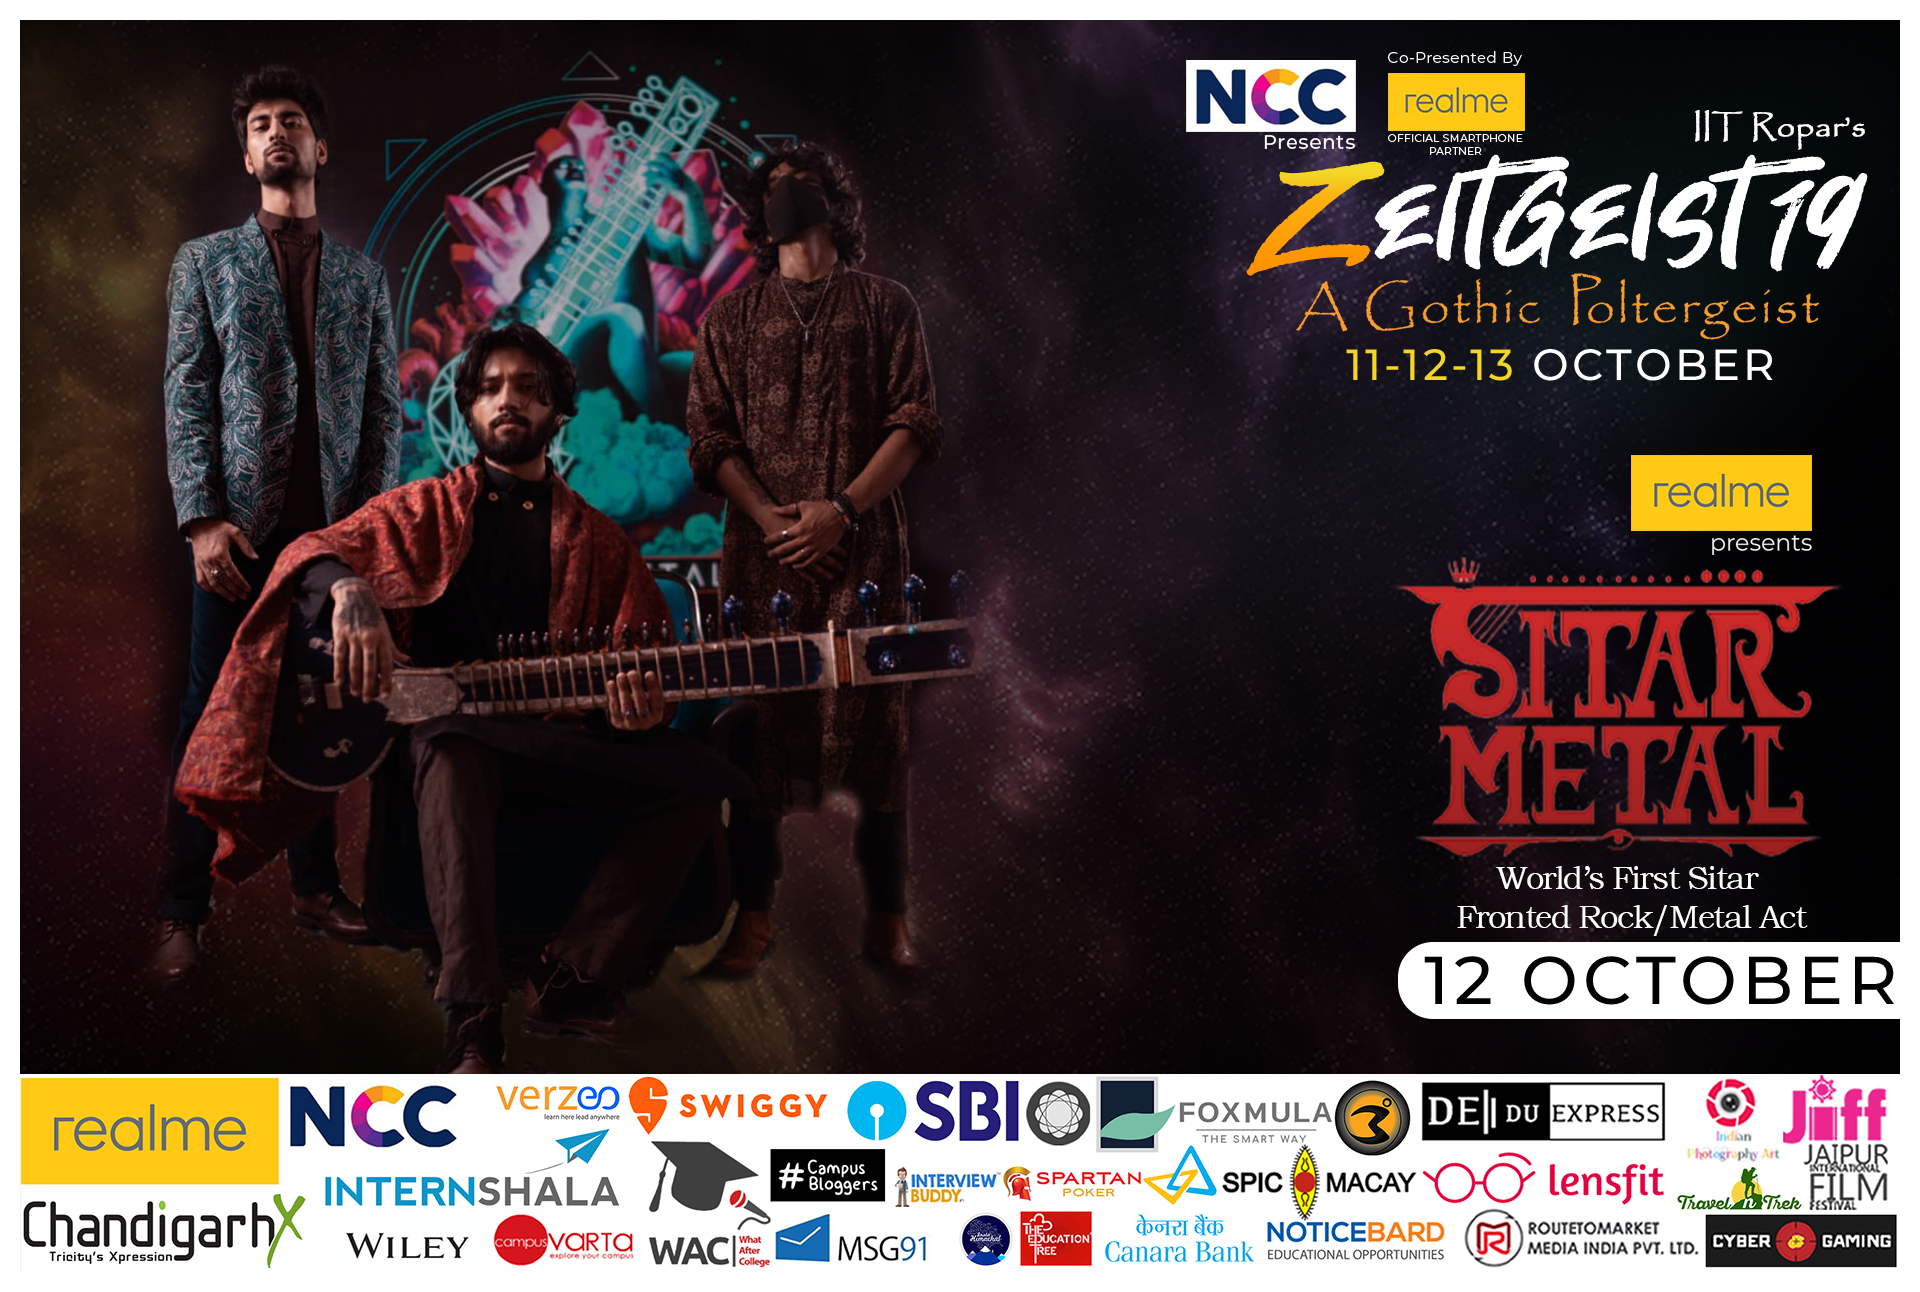 NCC
Presents
Co-Presented By
realme
OFFICIAL SMARTPHONE
PARTNER
IIT Ropar's
ZEITGEIST19
A Gothic Poltergeist
11-12-13 OCTOBER
realme
presents
SITAR
METAL
World's First Sitar
Fronted Rock/Metal Act
12 OCTOBER
realme
NCC
verzeo
learn here lead anywhere
SWIGGY
SBI
FOXMULA
THE SMART WAY
DE|| DU EXPRESS
Indian
Photography Art
Jiff
JAIPUR
INTERNATIONAL
FILM
FESTIVAL
INTERNSHALA
#Campus
Bloggers
INTERVIEW
BUDDY
SPARTAN
POKER
SPIC MACAY
lensfit
Travel N Trek
ChandigarhX
Tricity's Xpression
WILEY
campus varta
explore your campus
WAC
What
After
College
MSG91
THE
EDUCATION
TREE
केनरा बैंक
Canara Bank
NOTICEBARD
EDUCATIONAL OPPORTUNITIES
ROUTETOMARKET
MEDIA INDIA PVT. LTD.
CYBER GAMING